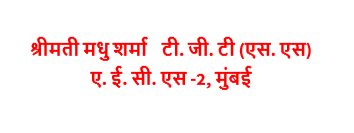 श्रीमती मधु शर्मा टी. जी. टी (एस. एस)
ए. ई. सी. एस -2, मुंबई